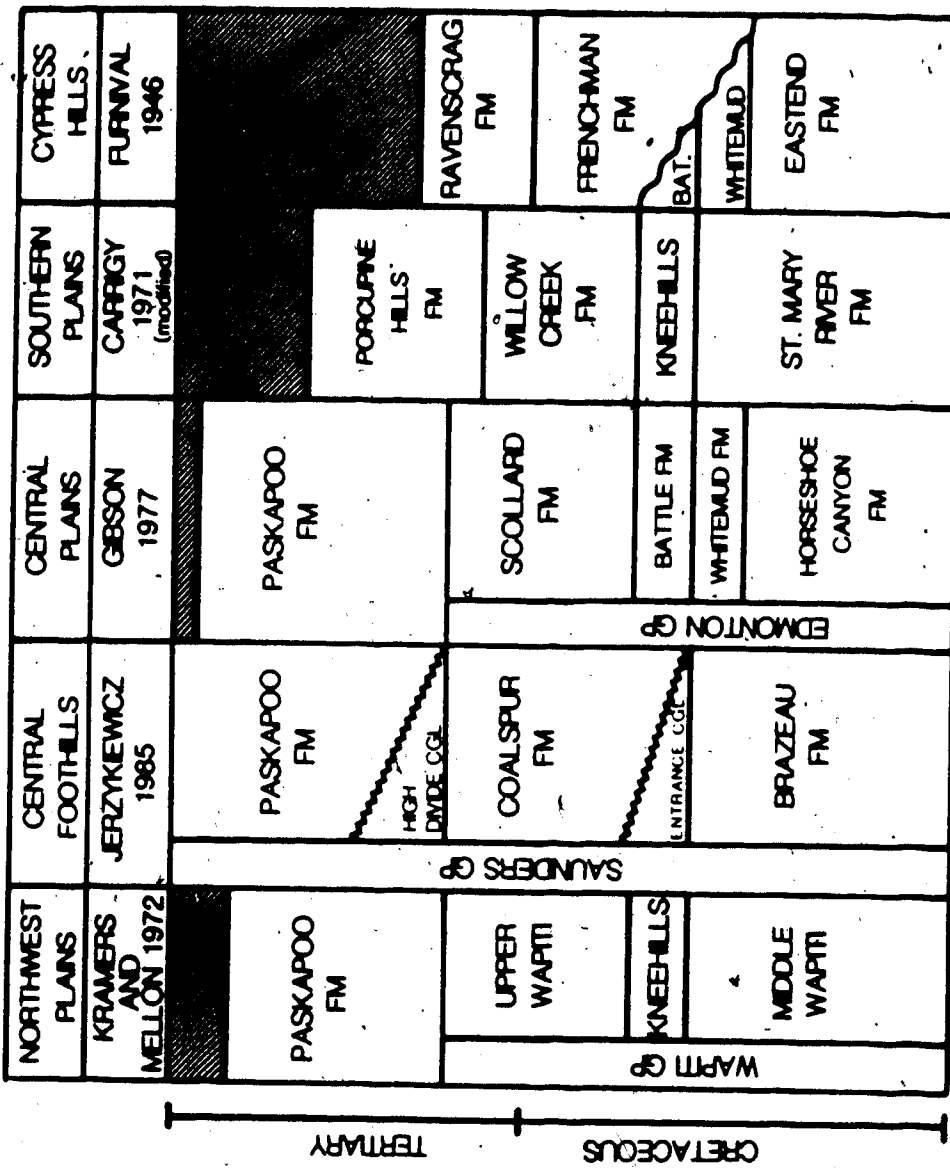 NORTHWEST
PLAINS
CENTRAL
FOOTHILLS
CENTRAL
PLAINS
SOUTHERN
PLAINS
CYPRESS
HILLS
KRAMERS
AND
MELLON 1972
JERZYKIEWICZ
1985
GIBSON
1977
CARRIGY
1971
(modified)
FURNIVAL
1946
TERTIARY
CRETACEOUS
PASKAPOO
FM
WAPITI GP
UPPER
WAPITI
KNEEHILLS
MIDDLE
WAPITI
SAUNDERS GP
PASKAPOO
FM
HIGH
DIVIDE CGL
COALSPUR
FM
ENTRANCE CGL
BRAZEAU
FM
PASKAPOO
FM
EDMONTON GP
SCOLLARD
FM
BATTLE FM
WHITEMUD FM
HORSESHOE
CANYON
FM
PORCUPINE
HILLS
FM
WILLOW
CREEK
FM
KNEEHILLS
ST. MARY
RIVER
FM
RAVENSCRAG
FM
FRENCHMAN
FM
BAT.
WHITEMUD
EASTEND
FM